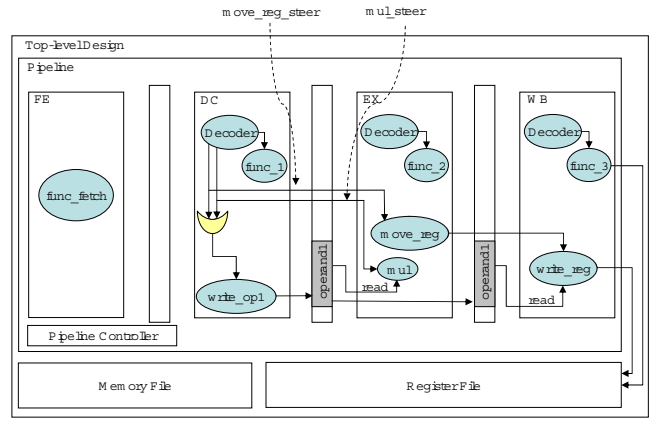 move_reg_steer
mul_steer
Top-level Design
Pipeline
FE
DC
EX
WB
Decoder
Decoder
Decoder
func_1
func_2
func_3
func_fetch
move_reg
operand1
mul
operand1
write_reg
write_op1
read
read
Pipeline Controller
Memory File
Register File